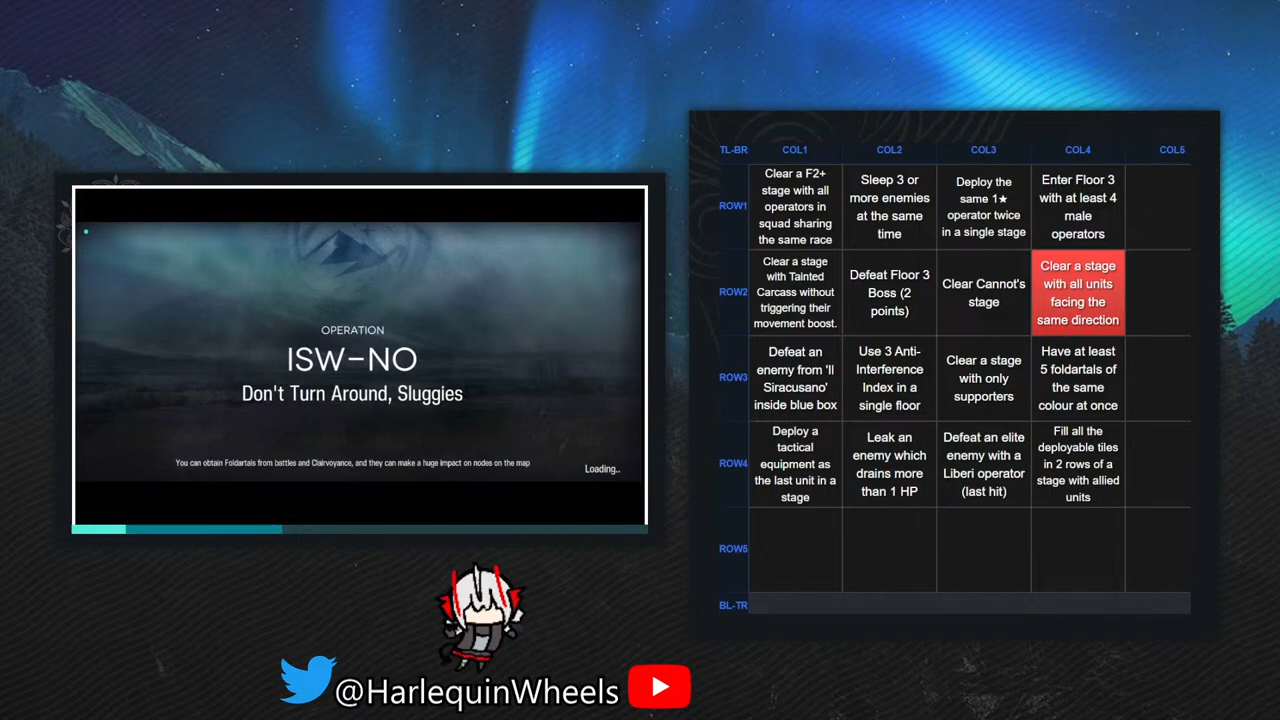 TL-BR COL1 COL2 COL3 COL4 COL5
ROW1
Clear a F2+
stage with all
operators in
squad sharing
the same race
Sleep 3 or
more enemies
at the same
time
Deploy the
same 1★
operator twice
in a single stage
Enter Floor 3
with at least 4
male
operators
ROW2
Clear a stage
with Tainted
Carcass without
triggering their
movement boost.
Defeat Floor 3
Boss (2
points)
Clear Cannot's
stage
Clear a stage
with all units
facing the
same direction
ROW3
Defeat an
enemy from 'Il
Siracusano'
inside blue box
Use 3 Anti-
Interference
Index in a
single floor
Clear a stage
with only
supporters
Have at least
5 foldartals of
the same
colour at once
ROW4
Deploy a
tactical
equipment as
the last unit in a
stage
Leak an
enemy which
drains more
than 1 HP
Defeat an elite
enemy with a
Liberi operator
(last hit)
Fill all the
deployable tiles
in 2 rows of a
stage with allied
units
ROW5
BL-TR
OPERATION
ISW-NO
Don't Turn Around, Sluggies
You can obtain Foldartals from battles and Clairvoyance, and they can make a huge impact on nodes on the map
Loading..
@HarlequinWheels